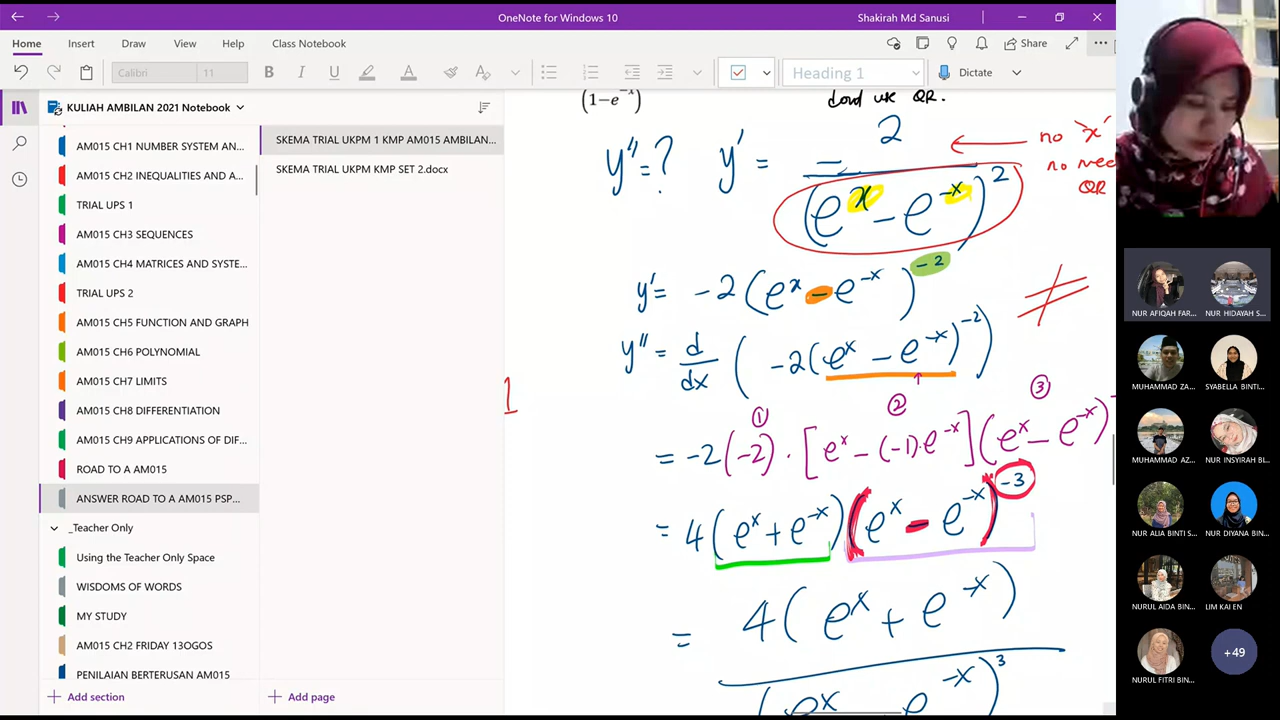 OneNote for Windows 10
Shakirah Md Sanusi
Home Insert Draw View Help Class Notebook
Share
Calibri 11 B I U A Heading 1 Dictate
KULIAH AMBILAN 2021 Notebook
AM015 CH1 NUMBER SYSTEM AN...
AM015 CH2 INEQUALITIES AND A...
TRIAL UPS 1
AM015 CH3 SEQUENCES
AM015 CH4 MATRICES AND SYSTE...
TRIAL UPS 2
AM015 CH5 FUNCTION AND GRAPH
AM015 CH6 POLYNOMIAL
AM015 CH7 LIMITS
AM015 CH8 DIFFERENTIATION
AM015 CH9 APPLICATIONS OF DIF...
ROAD TO A AM015
ANSWER ROAD TO A AM015 PSP...
_Teacher Only
Using the Teacher Only Space
WISDOMS OF WORDS
MY STUDY
AM015 CH2 FRIDAY 13OGOS
PENILAIAN BERTERUSAN AM015
Add section
SKEMA TRIAL UKPM 1 KMP AM015 AMBILAN...
SKEMA TRIAL UKPM KMP SET 2.docx
Add page
(1−e^-x)
QR.
y''=? y' = − 2
(e^x − e^-x)^2
no 'x'
no nee
QR
y' = −2(e^x − e^-x)^-2
y'' = d/dx (−2(e^x − e^-x)^-2)
1
① ② ③
= −2(−2)·[e^x − (−1)·e^-x](e^x − e^-x)^-
= 4(e^x + e^-x)(e^x − e^-x)^-3
= 4(e^x + e^-x)
(e^x e^-x)^3
NUR AFIQAH FAR...
NUR HIDAYAH S...
MUHAMMAD ZA...
SYABELLA BINTI...
MUHAMMAD AZ...
NUR INSYIRAH BI...
NUR ALIA BINTI S...
NUR DIYANA BIN...
NURUL AIDA BIN...
LIM KAI EN
NURUL FITRI BIN...
+49